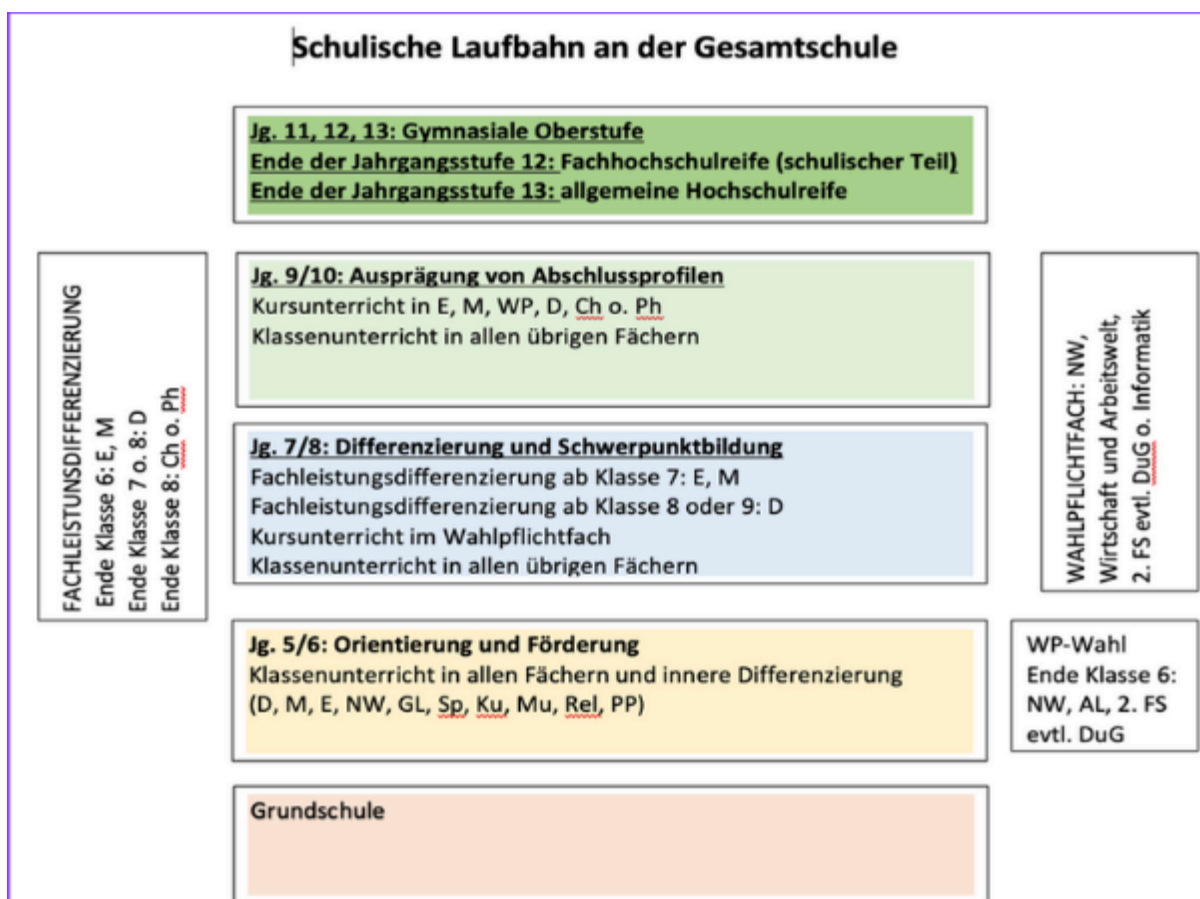 Schulische Laufbahn an der Gesamtschule
Jg. 11, 12, 13: Gymnasiale Oberstufe
Ende der Jahrgangsstufe 12: Fachhochschulreife (schulischer Teil)
Ende der Jahrgangsstufe 13: allgemeine Hochschulreife
FACHLEISTUNSDIFFERENZIERUNG
Ende Klasse 6: E, M
Ende Klasse 7 o. 8: D
Ende Klasse 8: Ch o. Ph
Jg. 9/10: Ausprägung von Abschlussprofilen
Kursunterricht in E, M, WP, D, Ch o. Ph
Klassenunterricht in allen übrigen Fächern
Jg. 7/8: Differenzierung und Schwerpunktbildung
Fachleistungsdifferenzierung ab Klasse 7: E, M
Fachleistungsdifferenzierung ab Klasse 8 oder 9: D
Kursunterricht im Wahlpflichtfach
Klassenunterricht in allen übrigen Fächern
WAHLPFLICHTFACH: NW,
Wirtschaft und Arbeitswelt,
2. FS evtl. DuG o. Informatik
Jg. 5/6: Orientierung und Förderung
Klassenunterricht in allen Fächern und innere Differenzierung
(D, M, E, NW, GL, Sp, Ku, Mu, Rel, PP)
WP-Wahl
Ende Klasse 6:
NW, AL, 2. FS
evtl. DuG
Grundschule